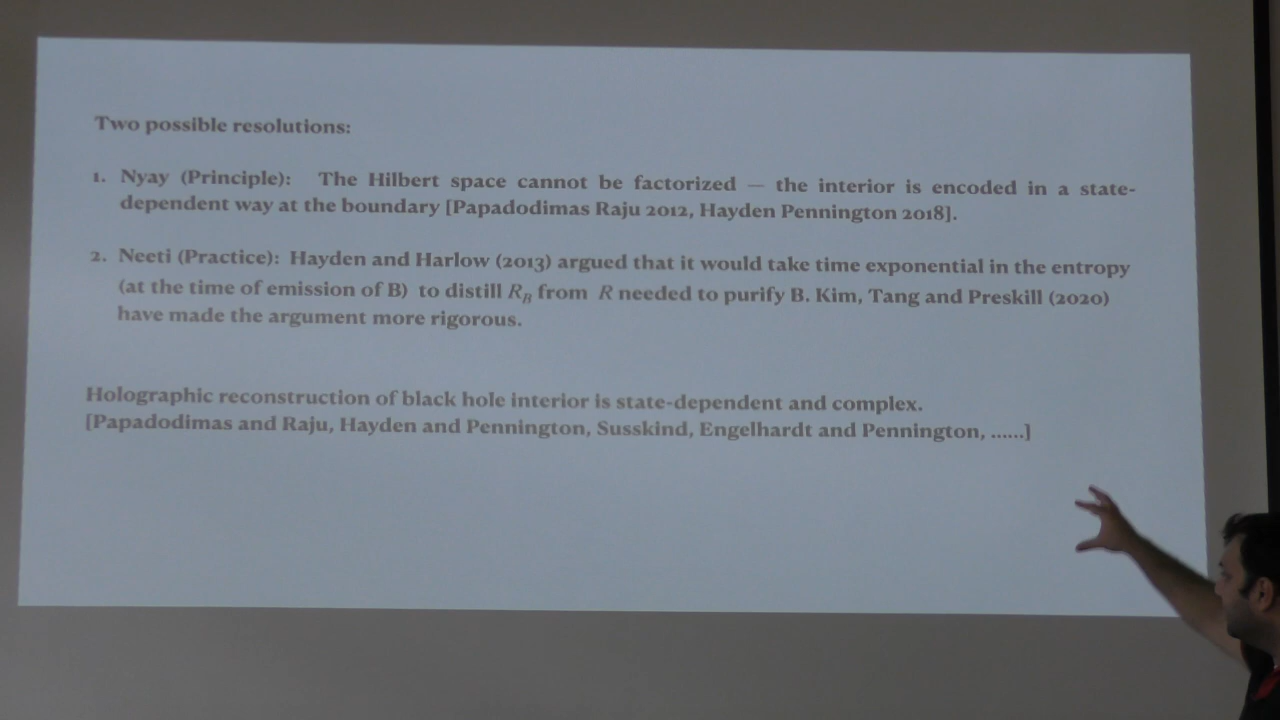 Two possible resolutions:
1. Nyay (Principle): The Hilbert space cannot be factorized — the interior is encoded in a state-
dependent way at the boundary [Papadodimas Raju 2012, Hayden Pennington 2018].
2. Neeti (Practice): Hayden and Harlow (2013) argued that it would take time exponential in the entropy
(at the time of emission of B) to distill R_B from R needed to purify B. Kim, Tang and Preskill (2020)
have made the argument more rigorous.
Holographic reconstruction of black hole interior is state-dependent and complex.
[Papadodimas and Raju, Hayden and Pennington, Susskind, Engelhardt and Pennington, ......]